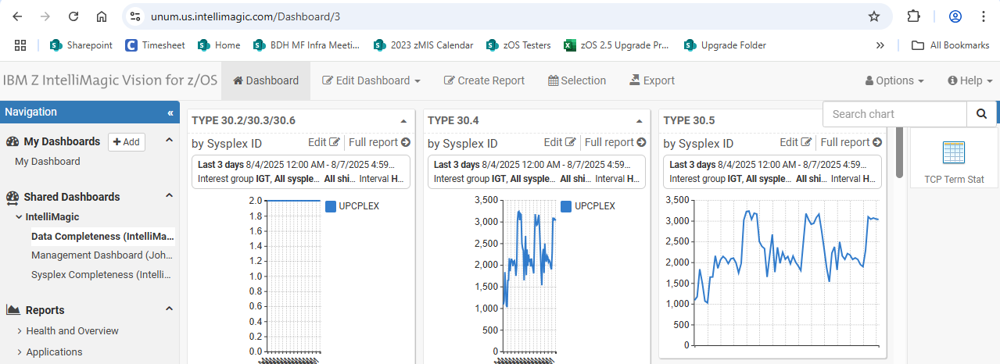 unum.us.intellimagic.com/Dashboard/3
Sharepoint Timesheet Home BDH MF Infra Meeti... 2023 zMIS Calendar zOS Testers zOS 2.5 Upgrade Pr... Upgrade Folder » All Bookmarks
IBM Z IntelliMagic Vision for z/OS Dashboard Edit Dashboard Create Report Selection Export Options Help
Navigation «
Search chart
My Dashboards + Add
My Dashboard
Shared Dashboards
IntelliMagic
Data Completeness (IntelliMa...
Management Dashboard (Joh...
Sysplex Completeness (Intelli...
Reports
Health and Overview
Applications
TYPE 30.2/30.3/30.6
by Sysplex ID Edit Full report
Last 3 days 8/4/2025 12:00 AM - 8/7/2025 4:59...
Interest group IGT, All sysple... All shi... Interval H...
UPCPLEX
2.0
1.8
1.6
1.4
1.2
1.0
0.8
0.6
0.4
0.2
0.0
TYPE 30.4
by Sysplex ID Edit Full report
Last 3 days 8/4/2025 12:00 AM - 8/7/2025 4:59...
Interest group IGT, All sysple... All shi... Interval H...
UPCPLEX
3,500
3,000
2,500
2,000
1,500
1,000
500
0
TYPE 30.5
by Sysplex ID Edit Full report
Last 3 days 8/4/2025 12:00 AM - 8/7/2025 4:59...
Interest group IGT, All sysple... All shi... Interval H...
3,500
3,000
2,500
2,000
1,500
1,000
500
0
TCP Term Stat